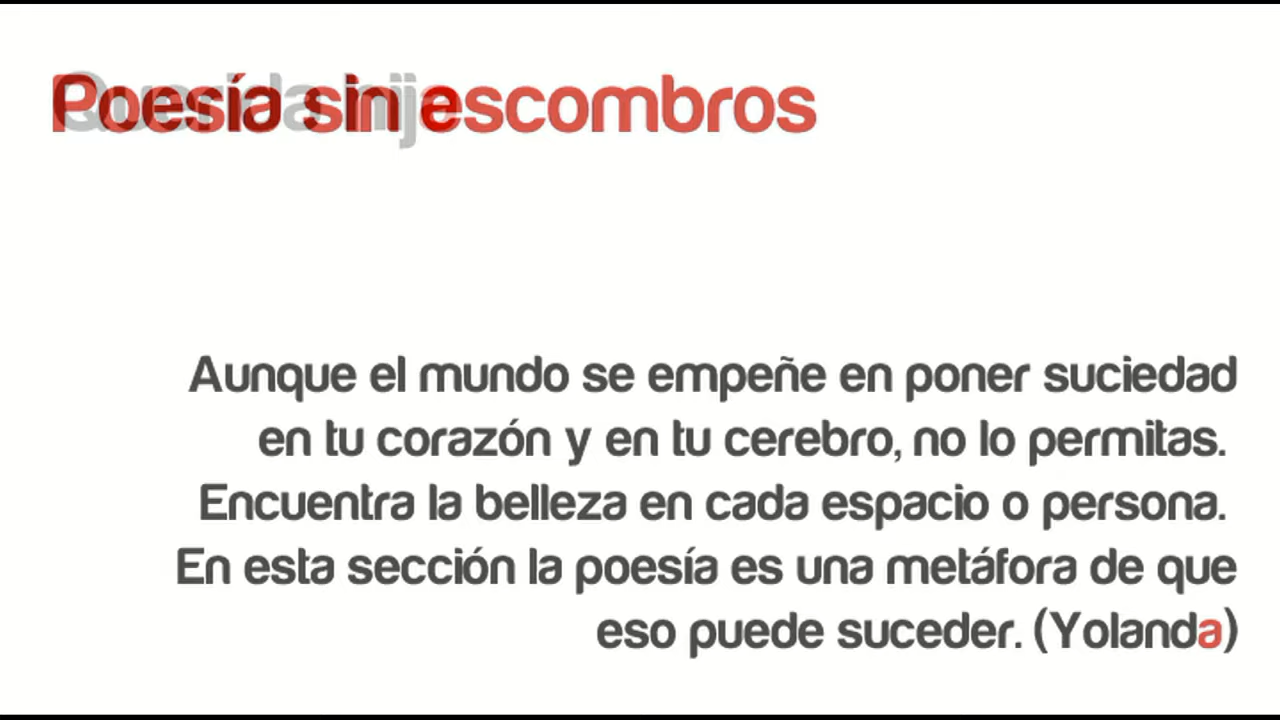 Poesía sin escombros
Aunque el mundo se empeñe en poner suciedad
en tu corazón y en tu cerebro, no lo permitas.
Encuentra la belleza en cada espacio o persona.
En esta sección la poesía es una metáfora de que
eso puede suceder. (Yolanda)